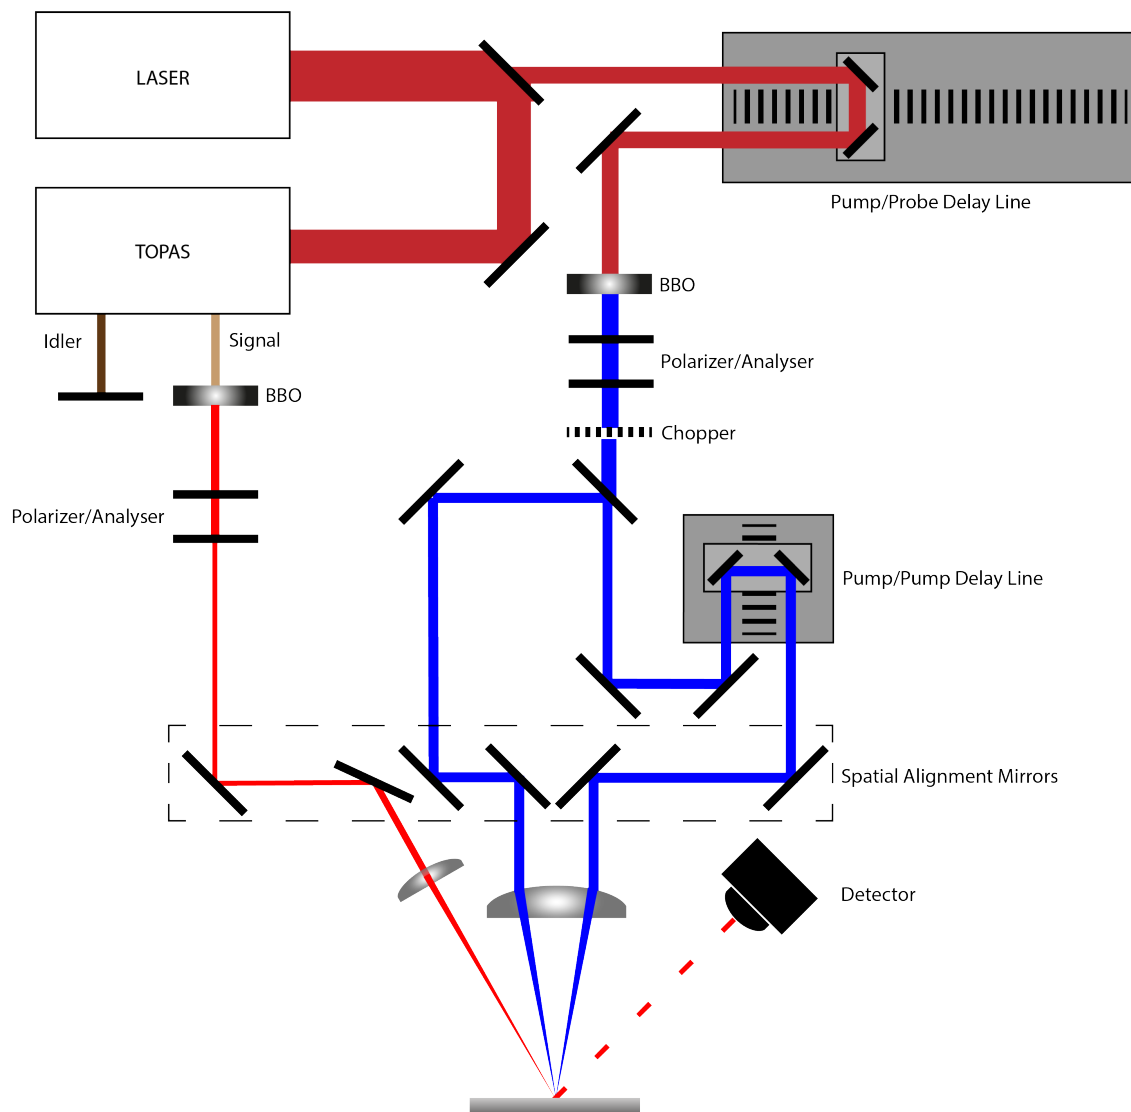 LASER
Pump/Probe Delay Line
TOPAS
BBO
Idler
Signal
Polarizer/Analyser
BBO
Chopper
Polarizer/Analyser
Pump/Pump Delay Line
Spatial Alignment Mirrors
Detector